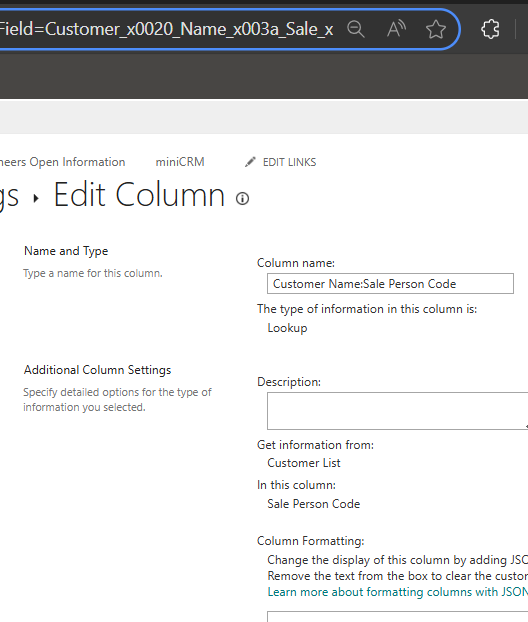 Field=Customer_x0020_Name_x003a_Sale_x
neers Open Information miniCRM EDIT LINKS
gs Edit Column
Name and Type
Type a name for this column.
Column name:
Customer Name:Sale Person Code
The type of information in this column is:
Lookup
Additional Column Settings
Specify detailed options for the type of
information you selected.
Description:
Get information from:
Customer List
In this column:
Sale Person Code
Column Formatting:
Change the display of this column by adding JSO
Remove the text from the box to clear the custor
Learn more about formatting columns with JSON